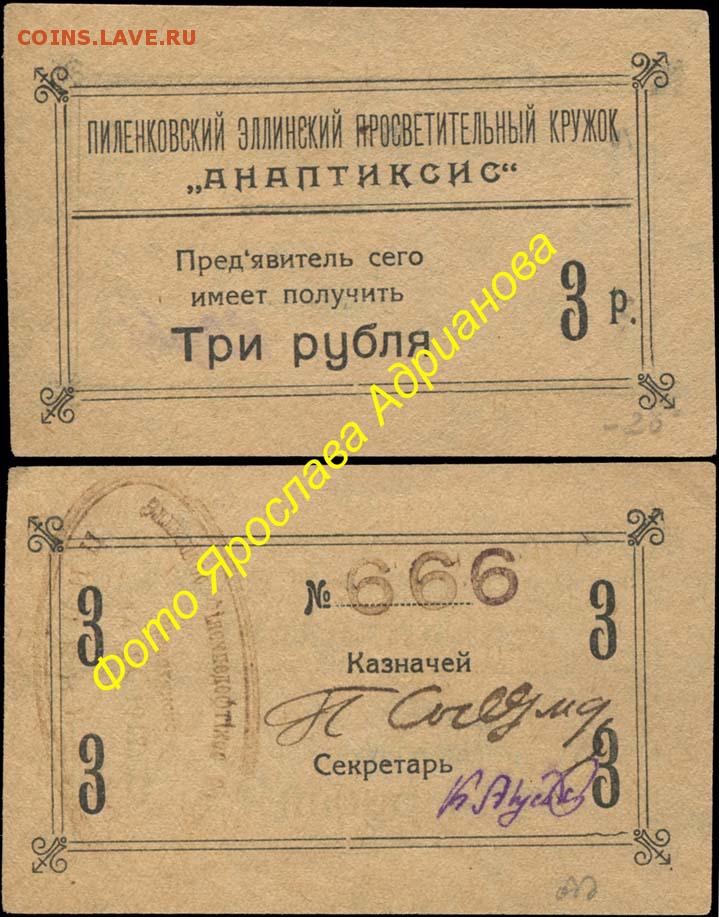 COINS.LAVE.RU
ПИЛЕНКОВСКИЙ ЭЛЛИНСКИЙ ПРОСВЕТИТЕЛЬНЫЙ КРУЖОК
„АНАПТИКСИС“
Пред‘явитель сего
имеет получить
Три рубля
3 р.
Фото Ярослава Адрианова
№ 666
3 3
Казначей
Секретарь
3 3